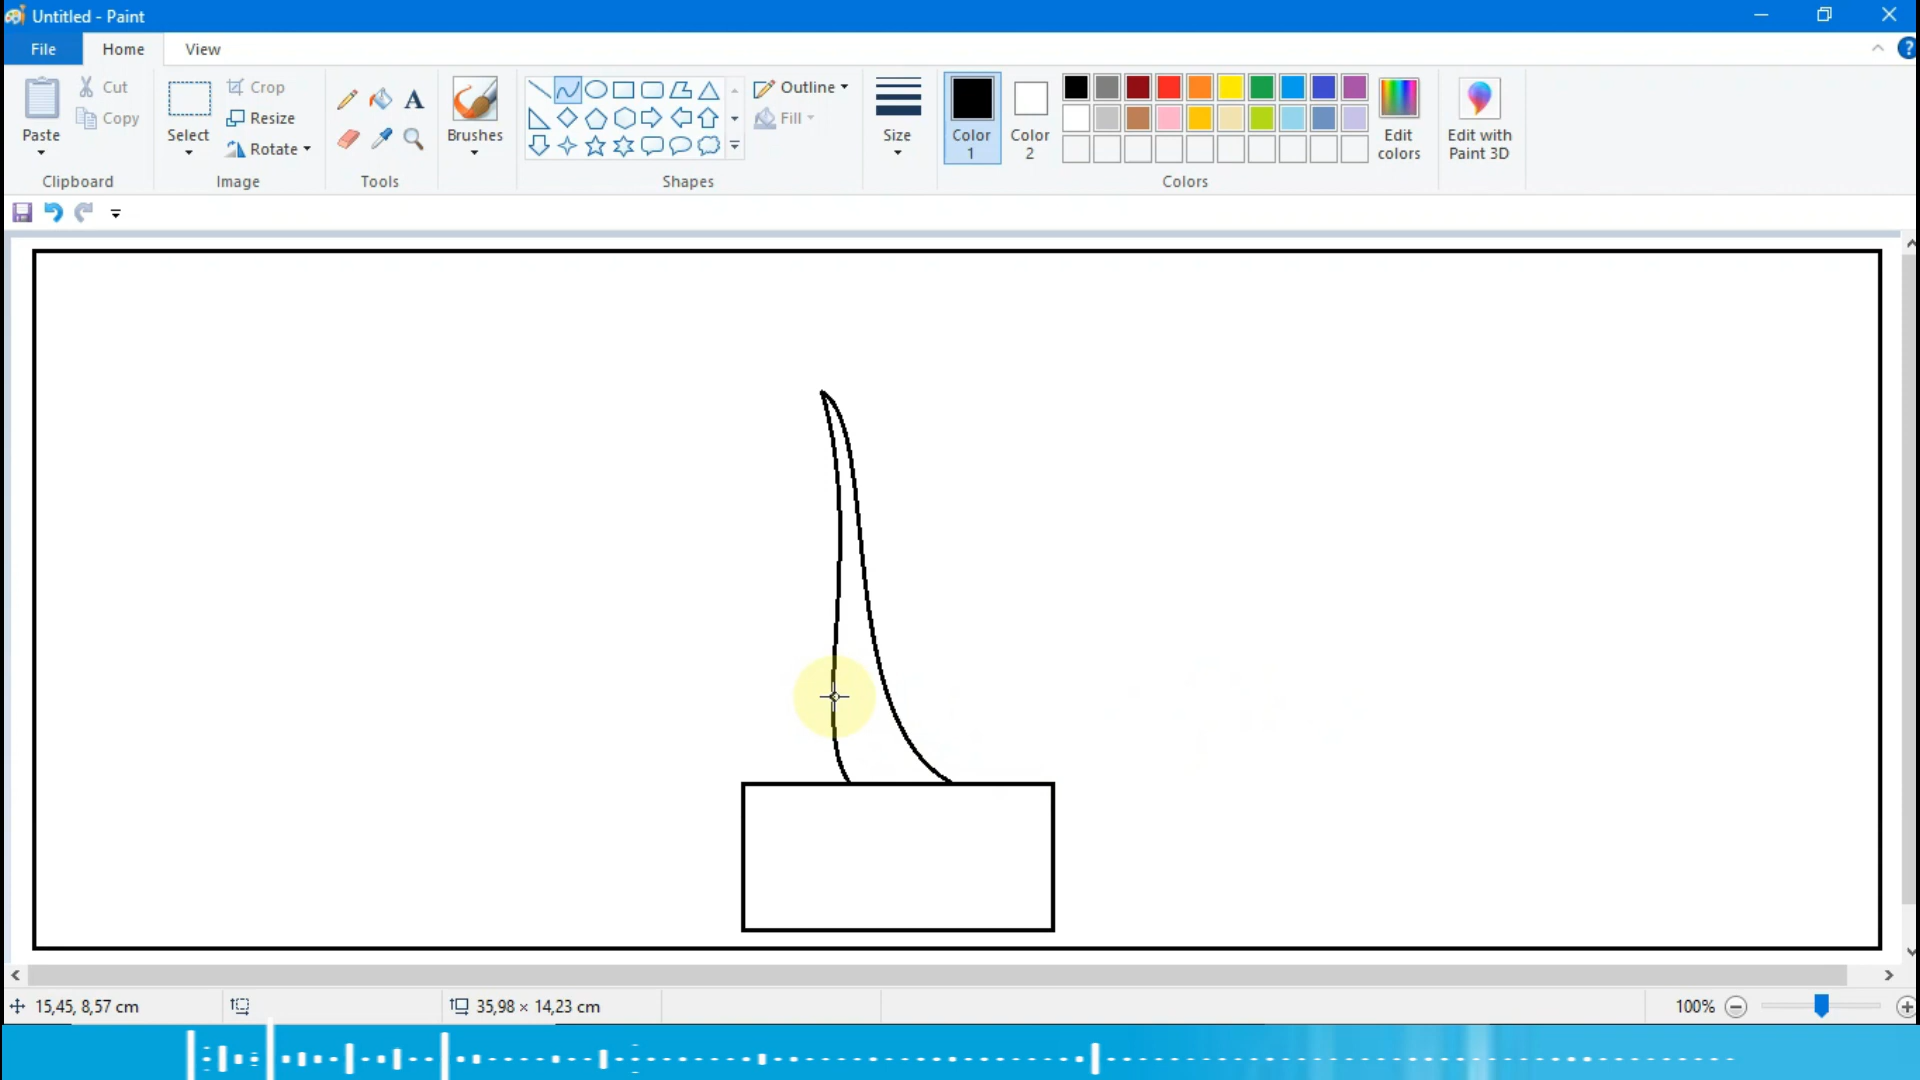 Untitled - Paint
File Home View
Paste
Cut
Copy
Clipboard
Select
Crop
Resize
Rotate
Image
A
Tools
Brushes
Shapes
Outline
Fill
Size
Color 1
Color 2
Edit colors
Colors
Edit with Paint 3D
?
15,45, 8,57 cm
35,98 × 14,23 cm
100%